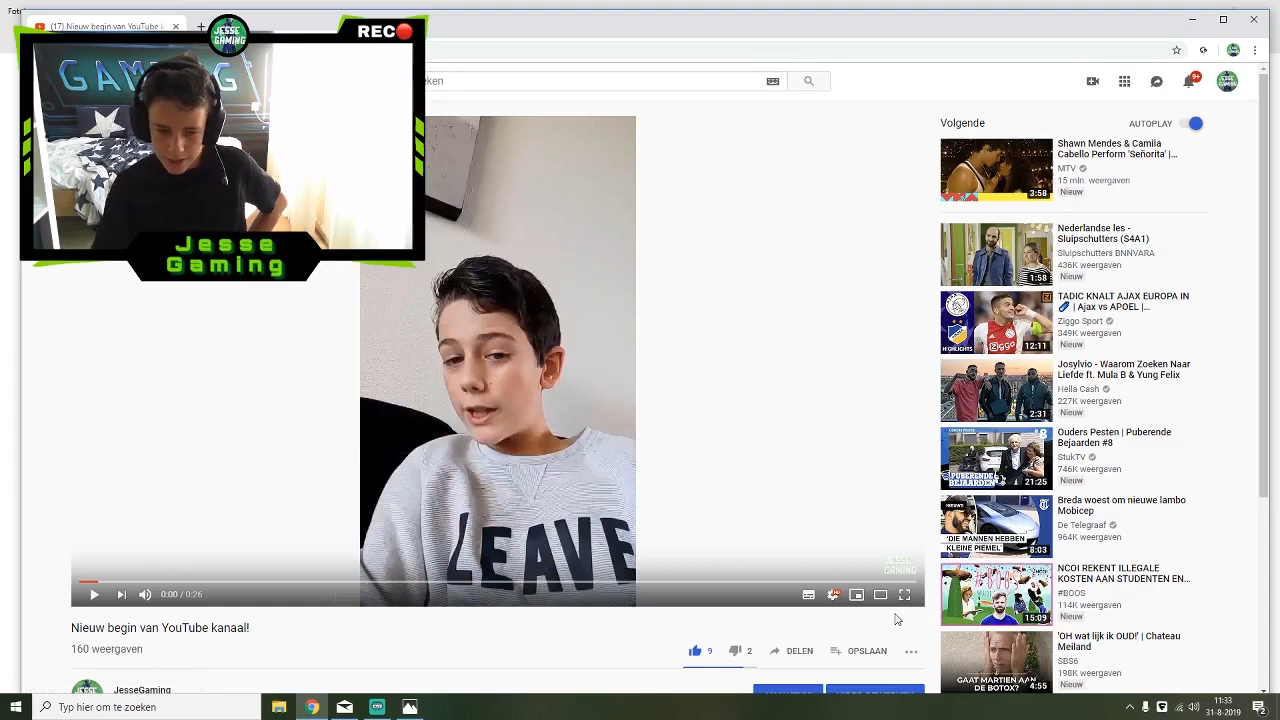 (17) Nieuw begin van YouTube k
REC
JESSE
GAMING
GAMING
Jesse
Gaming
eken
9+
Volgende
AUTOPLAY
Shawn Mendes & Camila
Cabello Perform 'Señorita' |...
MTV
15 mln. weergaven
Nieuw
3:58
Nederlandse les -
Sluipschutters (S4A1)
Sluipschutters BNNVARA
436K weergaven
Nieuw
1:58
TADIC KNALT AJAX EUROPA IN
| Ajax vs APOEL |...
Ziggo Sport
349K weergaven
Nieuw
HIGHLIGHTS
ZIGGO
12:11
Josylvio - Waarom Zoeken Naar
Liefde ft. Mula B & Yung Felix
Hella Cash
227K weergaven
Nieuw
2:31
Ouders Pesten | Puberende
Bejaarden #8
StukTV
746K weergaven
Nieuw
PUBERENDE
BEJAARDEN
21:25
Breda woest om nieuwe lambo
Mobicep
De Telegraaf
964K weergaven
'DIE MANNEN HEBBEN
KLEINE PIEMEL'
8:03
NCOI REKENT ILLEGALE
KOSTEN AAN STUDENTEN EN...
#BOOS
114K weergaven
Nieuw
15:09
'OH wat lijk ik OUD!' | Chateau
Meiland
SBS6
198K weergaven
Nieuw
GAAT MARTIEN AAN
DE BOTOX?
4:55
LEAVE
JESSE
GAMING
0:00 / 0:26
Nieuw begin van YouTube kanaal!
160 weergaven
9
2
DELEN
OPSLAAN
JesseGaming
Typ hier om te zoeken
11:33
31-8-2019
2